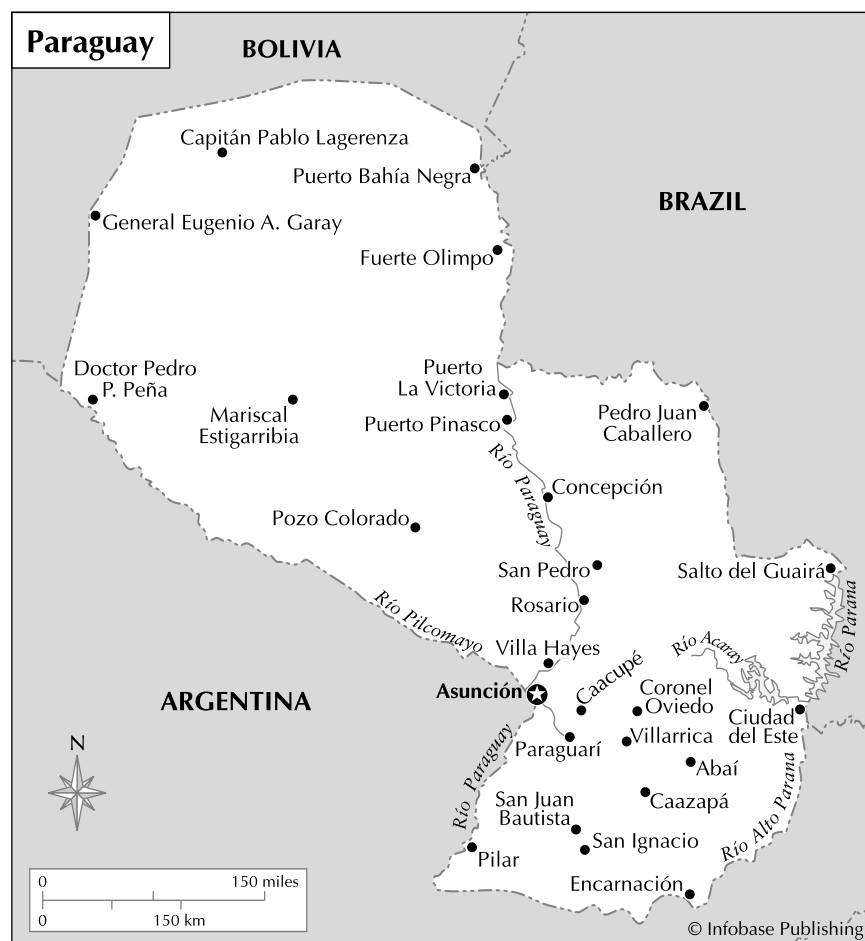 Paraguay
BOLIVIA
Capitán Pablo Lagerenza
Puerto Bahía Negra
BRAZIL
General Eugenio A. Garay
Fuerte Olimpo
Doctor Pedro
P. Peña
Puerto
La Victoria
Mariscal
Estigarribia
Puerto Pinasco
Pedro Juan
Caballero
Río Paraguay
Concepción
Pozo Colorado
San Pedro
Salto del Guairá
Rosario
Río Pilcomayo
Río Parana
Villa Hayes
Río Acaray
Caacupé
Asunción
ARGENTINA
Coronel
Oviedo
Ciudad
del Este
Paraguarí
Villarrica
N
Río Paraguay
Abaí
Caazapá
Río Alto Parana
San Juan
Bautista
San Ignacio
Pilar
Encarnación
0 150 miles
0 150 km
© Infobase Publishing